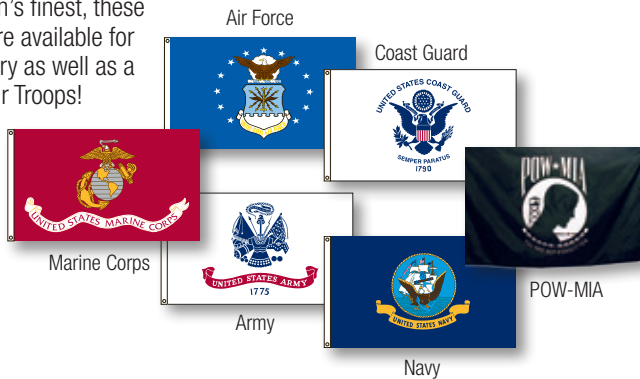 n's finest, these
re available for
ry as well as a
r Troops!
Air Force
Coast Guard
UNITED STATES COAST GUARD
SEMPER PARATUS
1790
POW★MIA
UNITED STATES MARINE CORPS
Marine Corps
UNITED STATES ARMY
1775
Army
UNITED STATES NAVY
Navy
POW-MIA